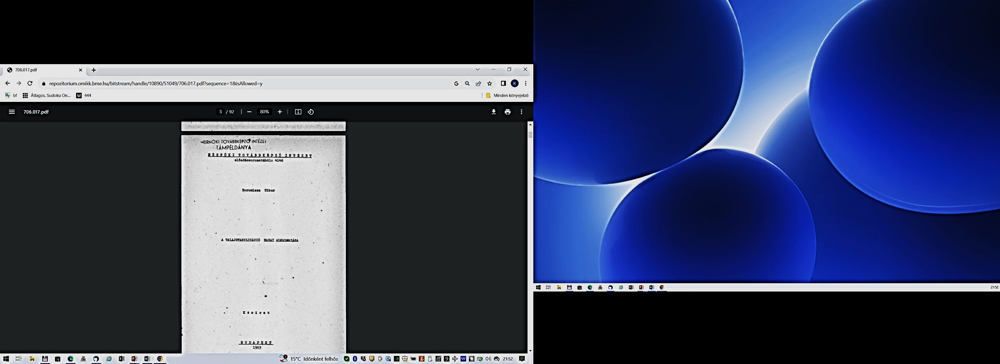 706.017.pdf
repozitorium.omikk.bme.hu/bitstream/handle/10890/51049/706.017.pdf?sequence=1&isAllowed=y
K
bf
Átlagos. Sudoku On...
444
Minden könyvjelző
706.017.pdf
3 / 92
80%
MÉRNÖKI TOVÁBBKÉPZŐ INTÉZET
TÁMPÉLDÁNYA
MÉRNÖKI TOVÁBBKÉPZŐ INTÉZET
előadássorozatából: 4146
Boromisza Tibor
A TALAJSTABILIZÁCIÓ HAZAI ALKALMAZÁSA
Kézirat
BUDAPEST
1963
15°C Időnként felhős
21:52
21:52